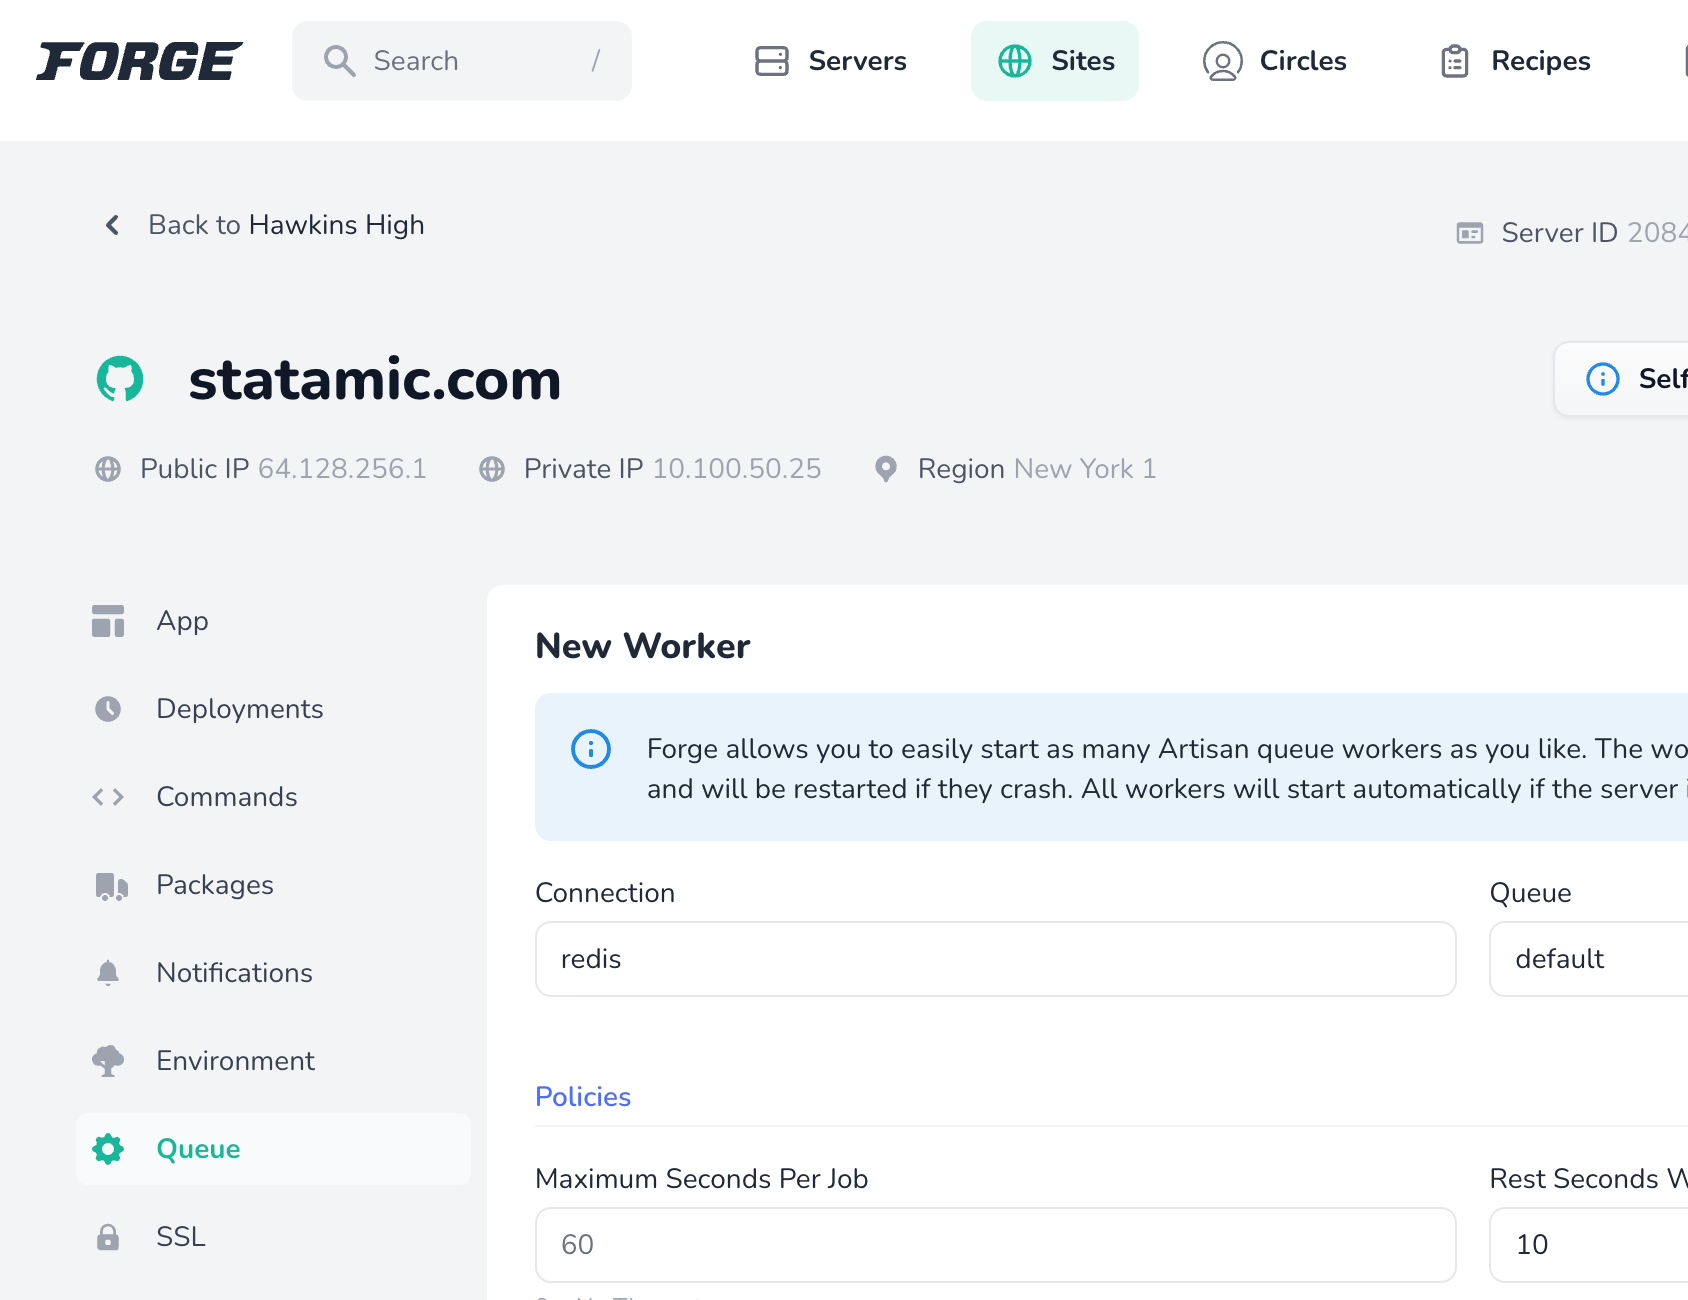 FORGE
Search /
Servers
Sites
Circles
Recipes
Back to Hawkins High
Server ID 2084
statamic.com
Self
Public IP 64.128.256.1
Private IP 10.100.50.25
Region New York 1
App
Deployments
Commands
Packages
Notifications
Environment
Queue
SSL
New Worker
Forge allows you to easily start as many Artisan queue workers as you like. The wo
and will be restarted if they crash. All workers will start automatically if the server
Connection
redis
Queue
default
Policies
Maximum Seconds Per Job
60
Rest Seconds W
10